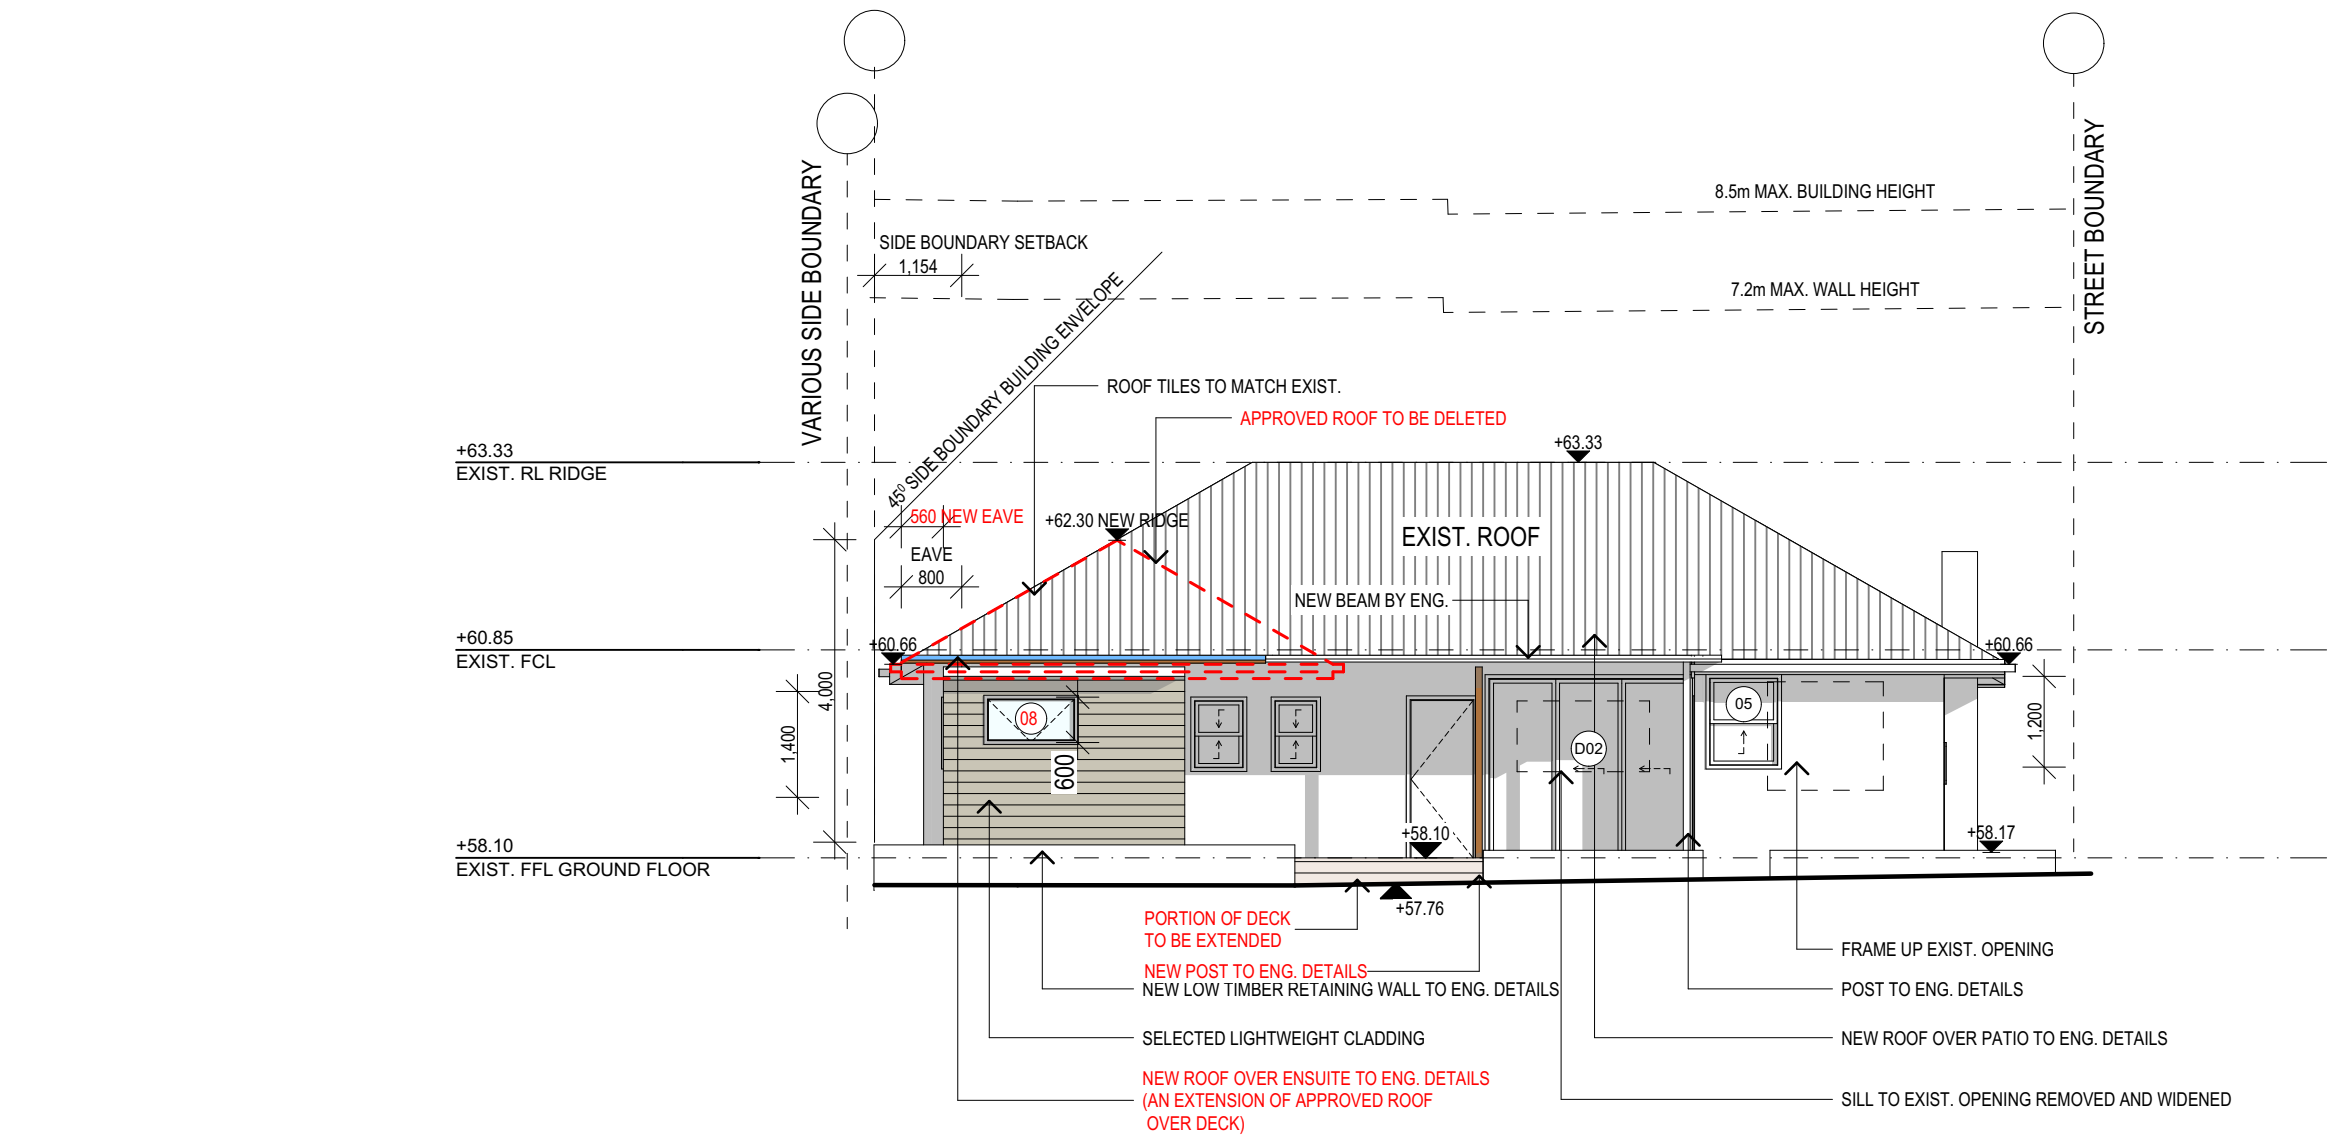 VARIOUS SIDE BOUNDARY
STREET BOUNDARY
8.5m MAX. BUILDING HEIGHT
SIDE BOUNDARY SETBACK
1,154
7.2m MAX. WALL HEIGHT
45⁰ SIDE BOUNDARY BUILDING ENVELOPE
ROOF TILES TO MATCH EXIST.
APPROVED ROOF TO BE DELETED
+63.33
EXIST. RL RIDGE
+63.33
560 NEW EAVE
+62.30 NEW RIDGE
EXIST. ROOF
EAVE
800
NEW BEAM BY ENG.
+60.85
EXIST. FCL
+60.66
+60.66
4,000
1,400
08
600
05
D02
1,200
+58.10
EXIST. FFL GROUND FLOOR
+58.10
+58.17
+57.76
PORTION OF DECK
TO BE EXTENDED
NEW POST TO ENG. DETAILS
NEW LOW TIMBER RETAINING WALL TO ENG. DETAILS
SELECTED LIGHTWEIGHT CLADDING
NEW ROOF OVER ENSUITE TO ENG. DETAILS
(AN EXTENSION OF APPROVED ROOF
OVER DECK)
FRAME UP EXIST. OPENING
POST TO ENG. DETAILS
NEW ROOF OVER PATIO TO ENG. DETAILS
SILL TO EXIST. OPENING REMOVED AND WIDENED